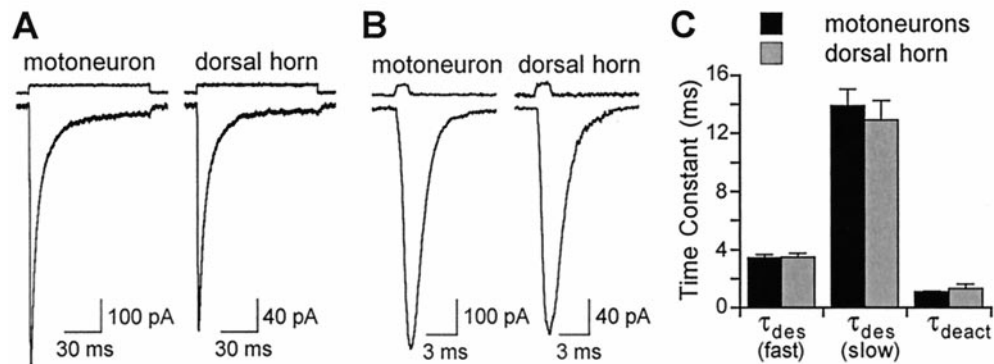 A
motoneuron
dorsal horn
100 pA
30 ms
40 pA
30 ms
B
motoneuron
dorsal horn
100 pA
3 ms
40 pA
3 ms
C
motoneurons
dorsal horn
Time Constant (ms)
16
12
8
4
0
τdes
(fast)
τdes
(slow)
τdeact